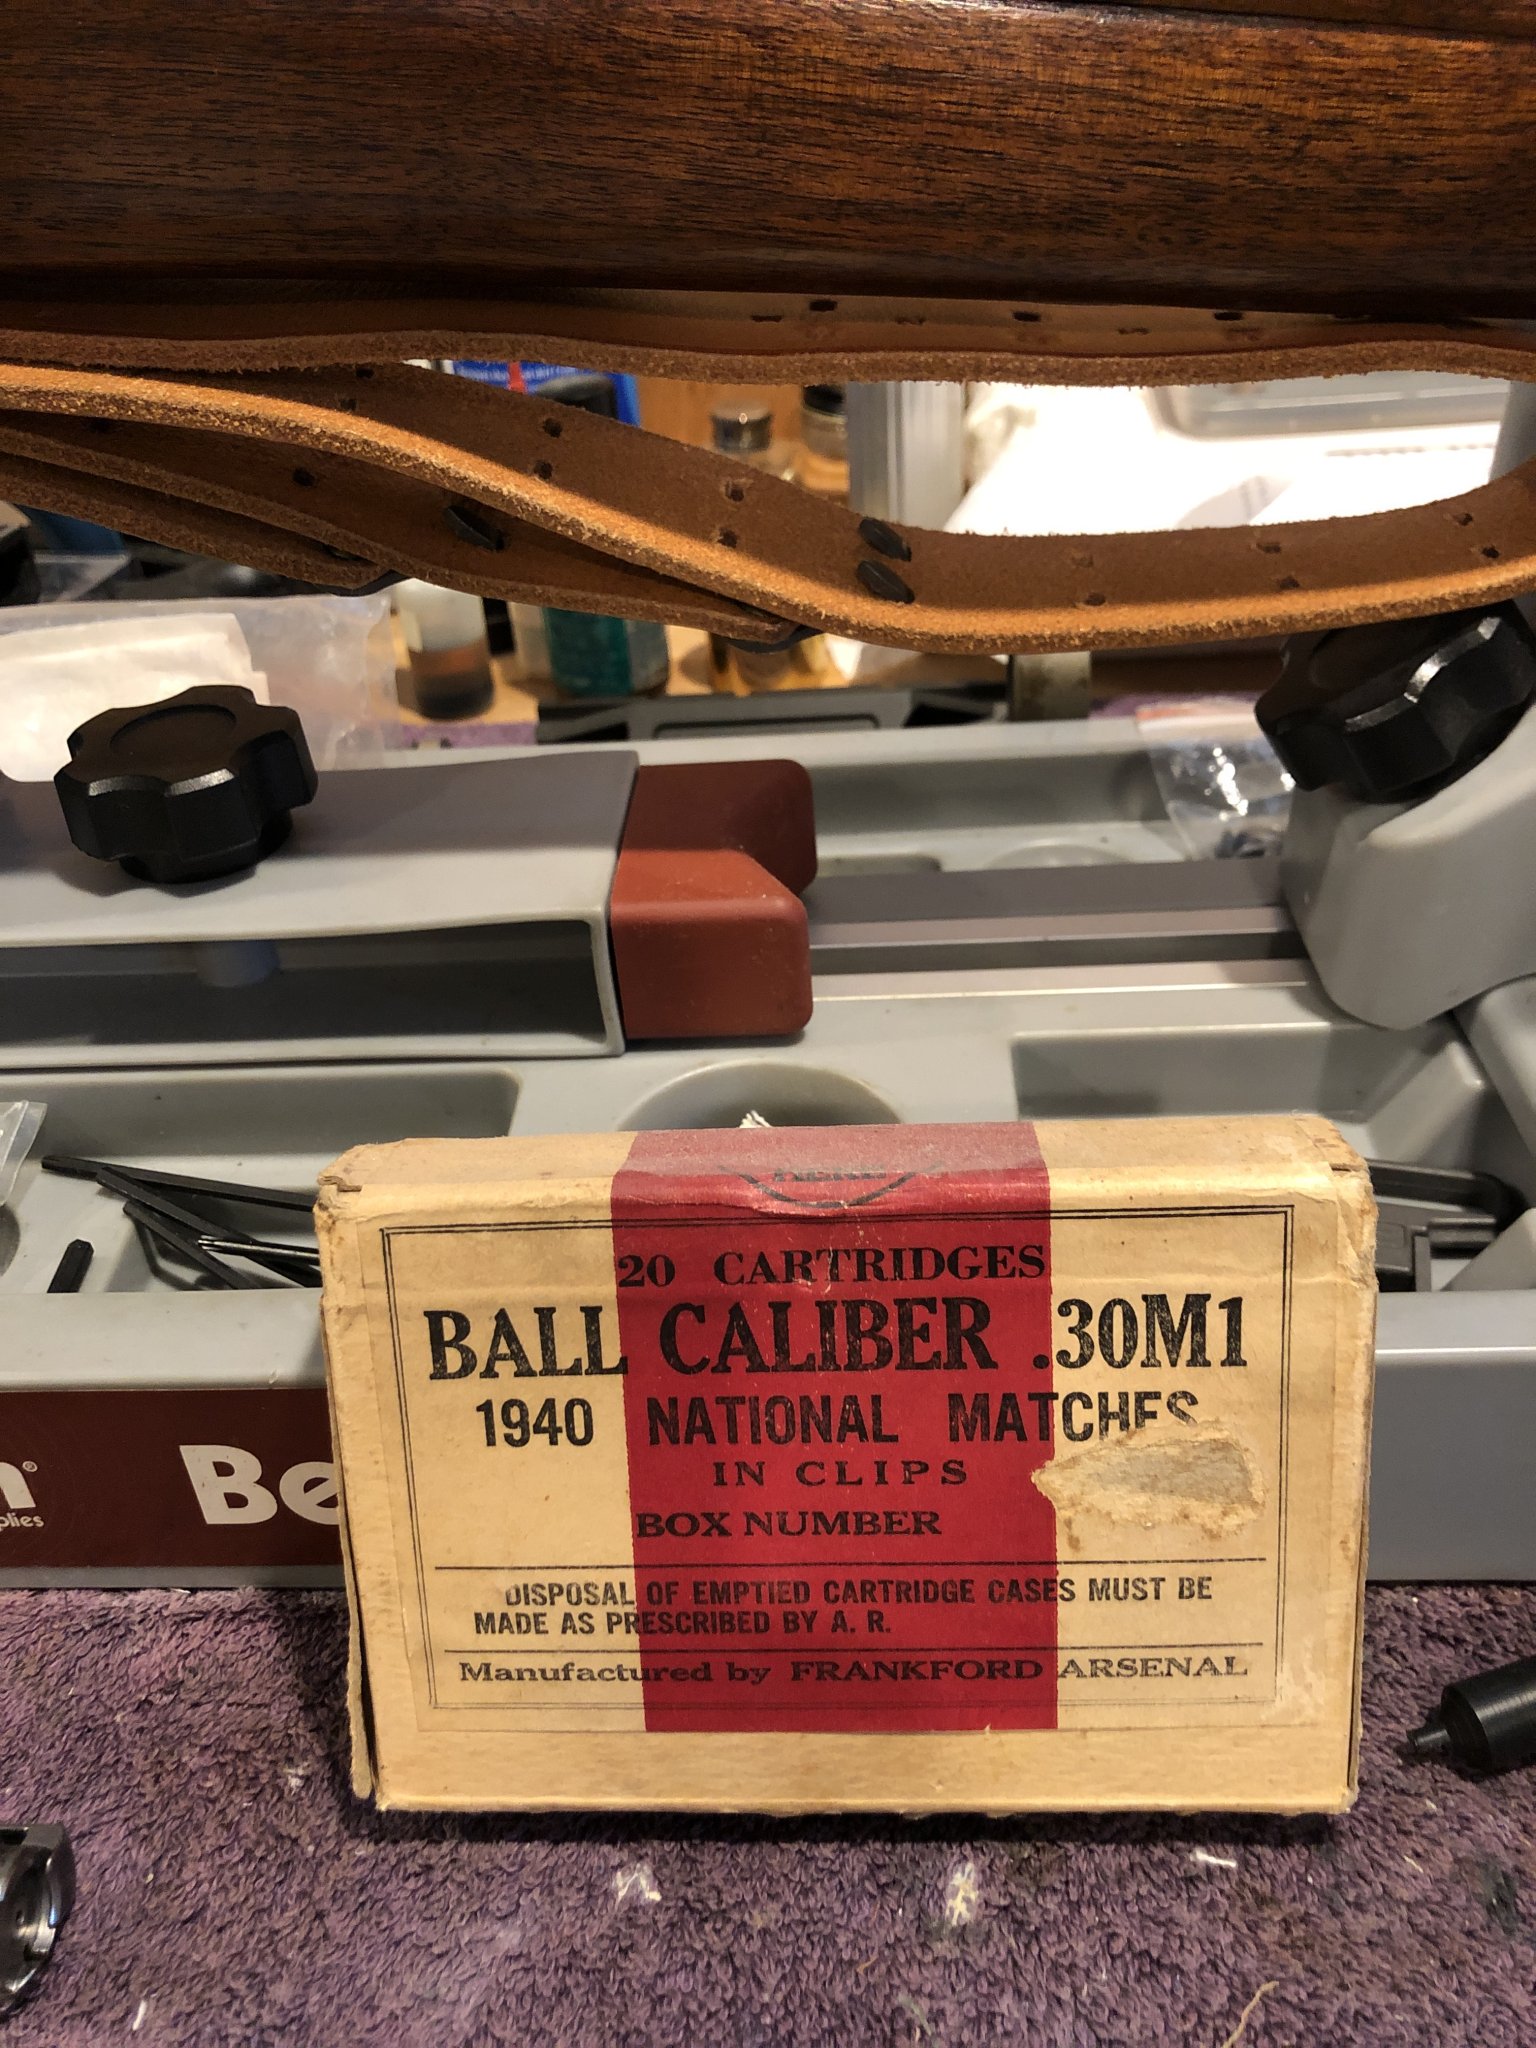 20 CARTRIDGES
BALL CALIBER .30M1
1940 NATIONAL MATCHES
IN CLIPS
BOX NUMBER
DISPOSAL OF EMPTIED CARTRIDGE CASES MUST BE
MADE AS PRESCRIBED BY A. R.
Manufactured by FRANKFORD ARSENAL
Be
plies